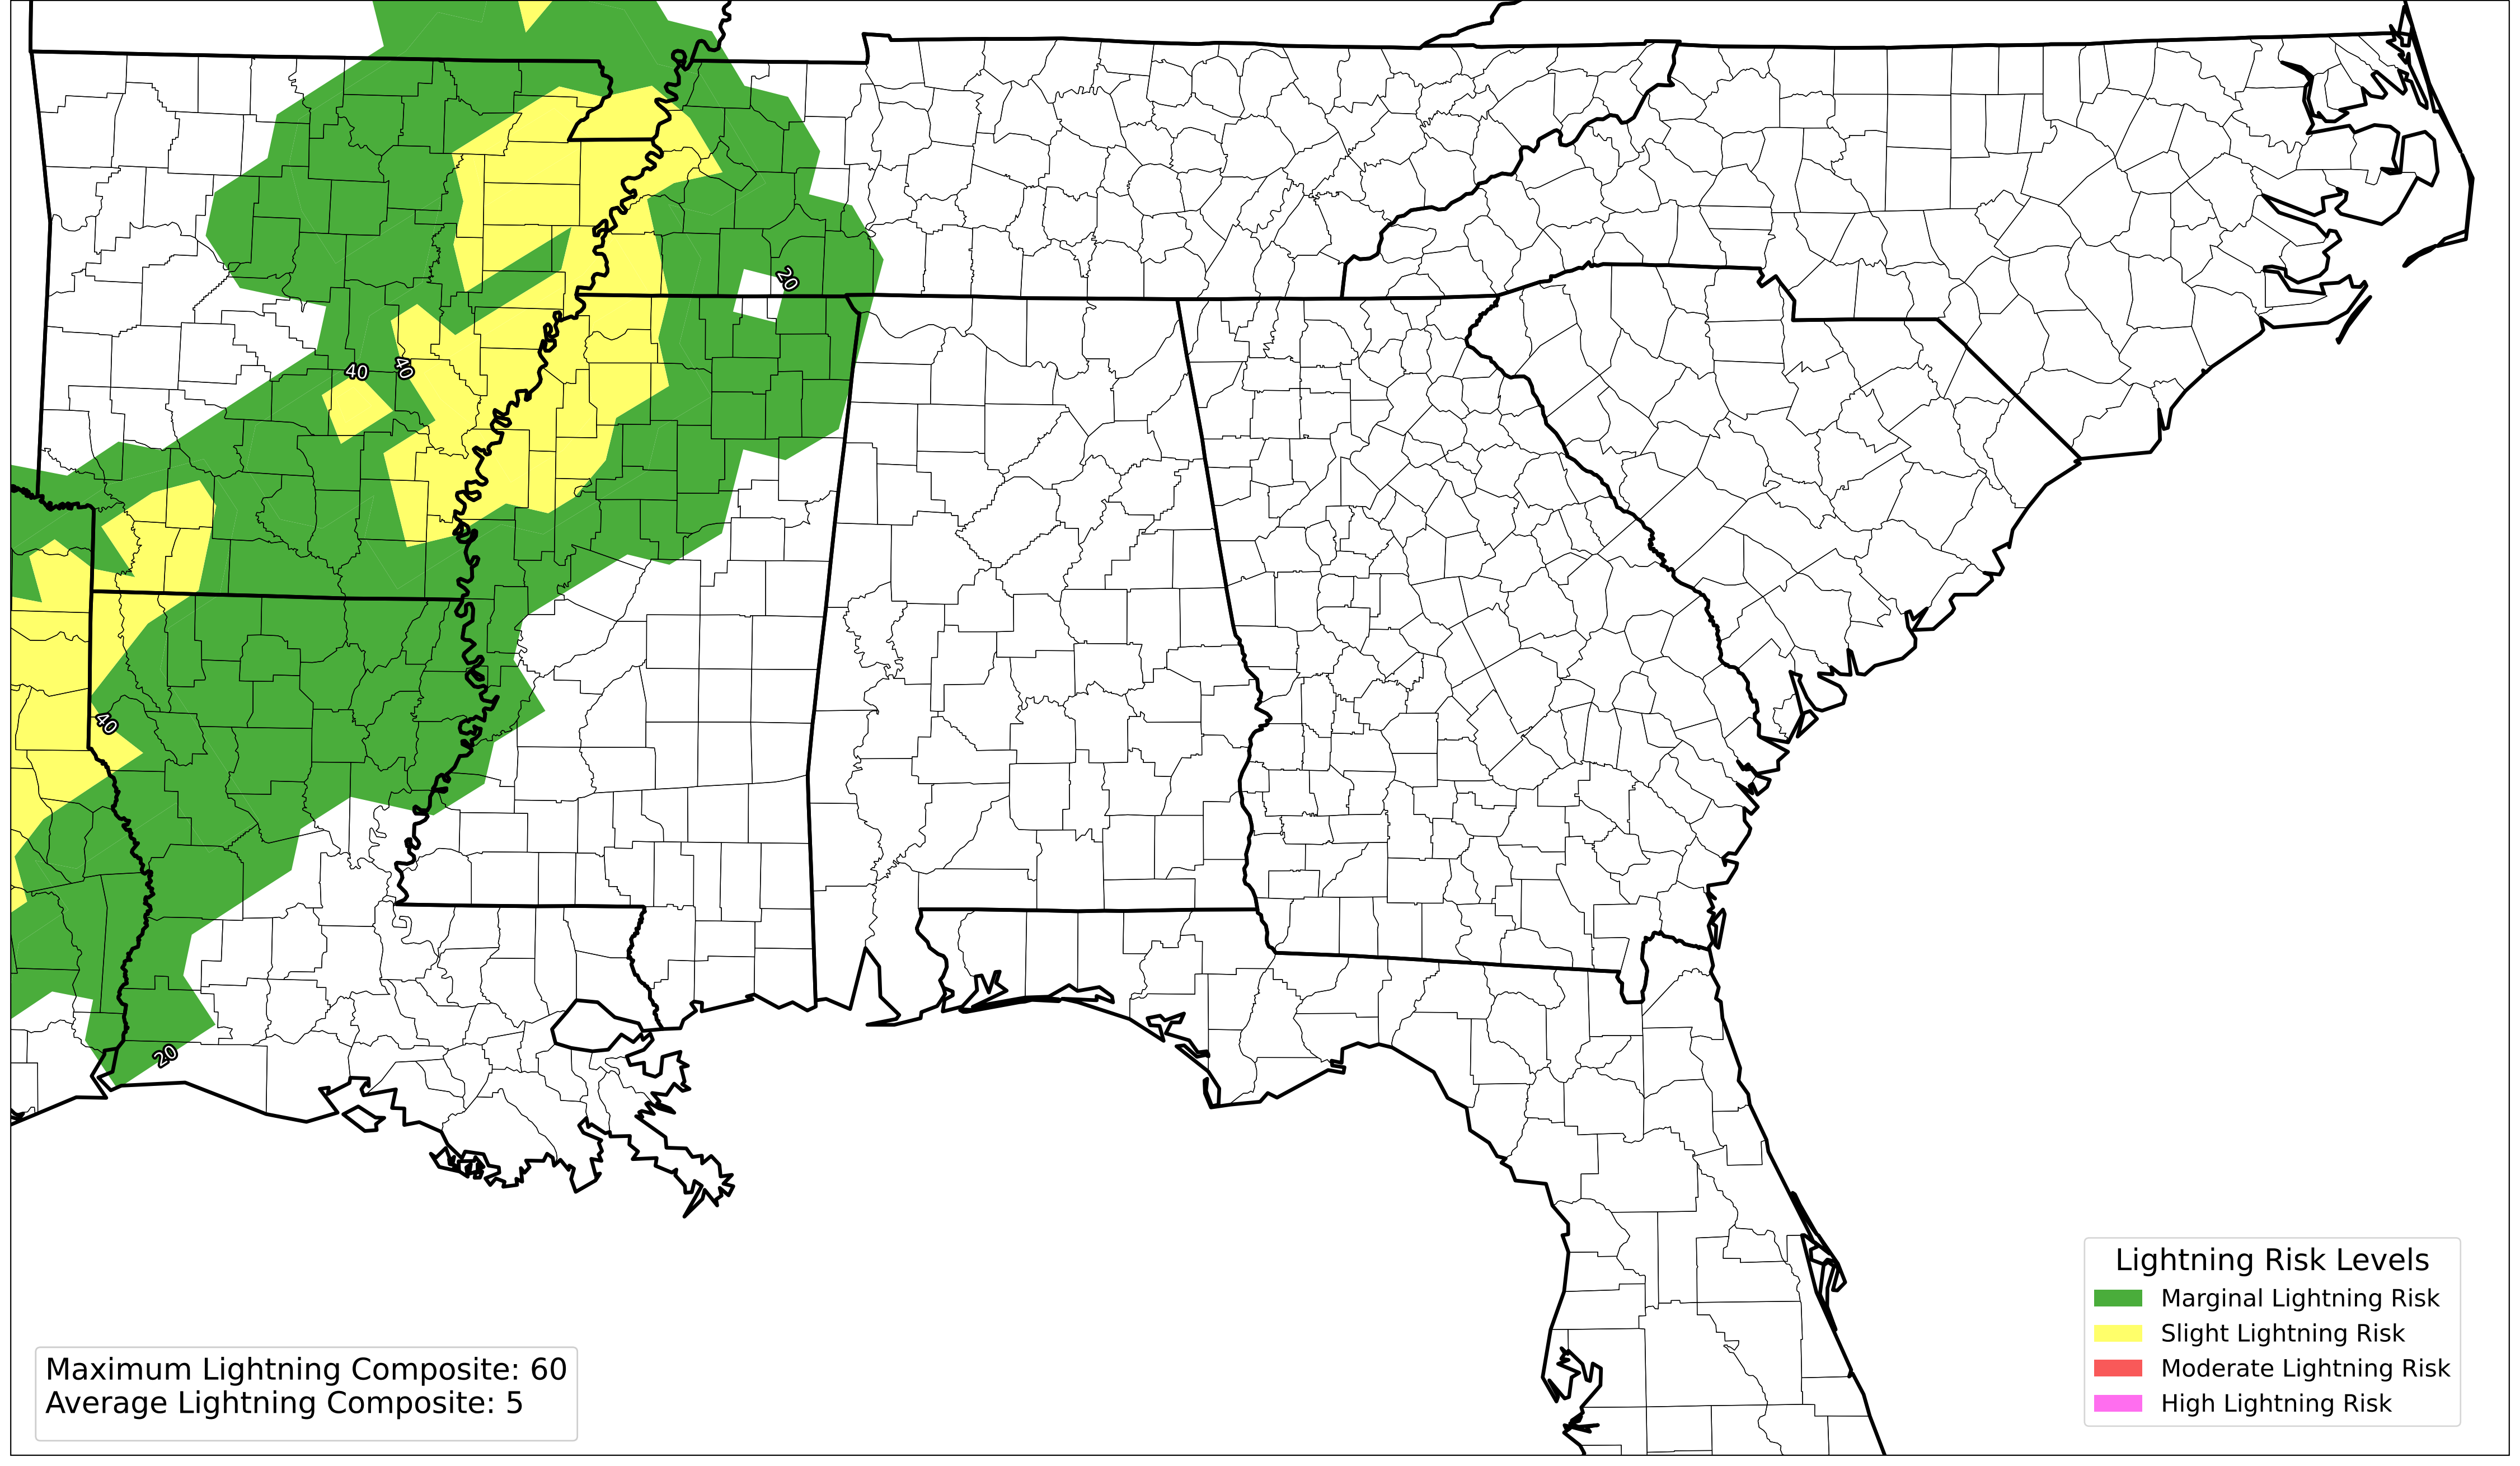 20
40
40
40
20
Maximum Lightning Composite: 60
Average Lightning Composite: 5
Lightning Risk Levels
Marginal Lightning Risk
Slight Lightning Risk
Moderate Lightning Risk
High Lightning Risk